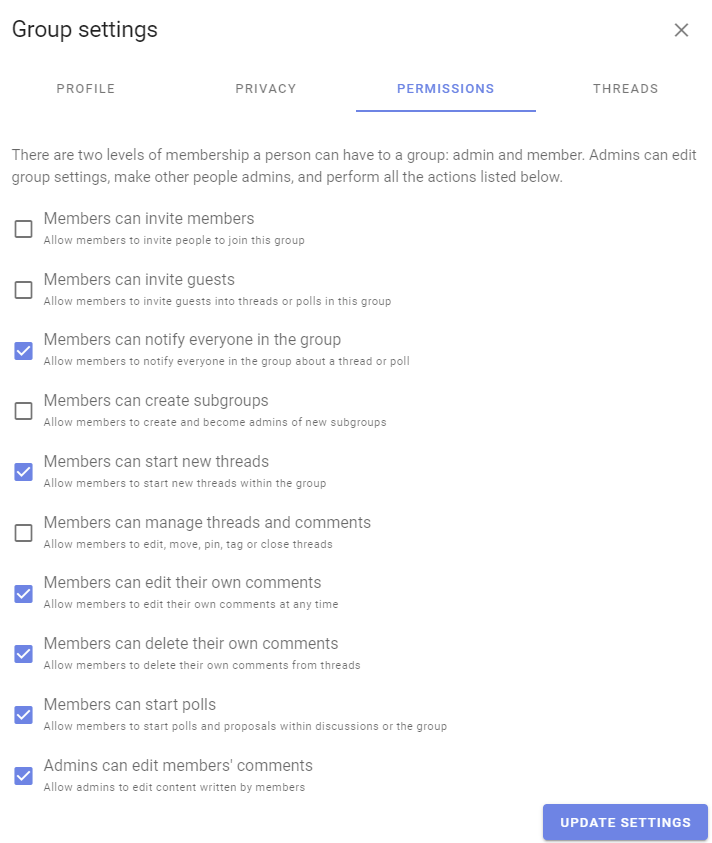 Group settings
PROFILE PRIVACY PERMISSIONS THREADS
There are two levels of membership a person can have to a group: admin and member. Admins can edit
group settings, make other people admins, and perform all the actions listed below.
Members can invite members
Allow members to invite people to join this group
Members can invite guests
Allow members to invite guests into threads or polls in this group
Members can notify everyone in the group
Allow members to notify everyone in the group about a thread or poll
Members can create subgroups
Allow members to create and become admins of new subgroups
Members can start new threads
Allow members to start new threads within the group
Members can manage threads and comments
Allow members to edit, move, pin, tag or close threads
Members can edit their own comments
Allow members to edit their own comments at any time
Members can delete their own comments
Allow members to delete their own comments from threads
Members can start polls
Allow members to start polls and proposals within discussions or the group
Admins can edit members' comments
Allow admins to edit content written by members
UPDATE SETTINGS